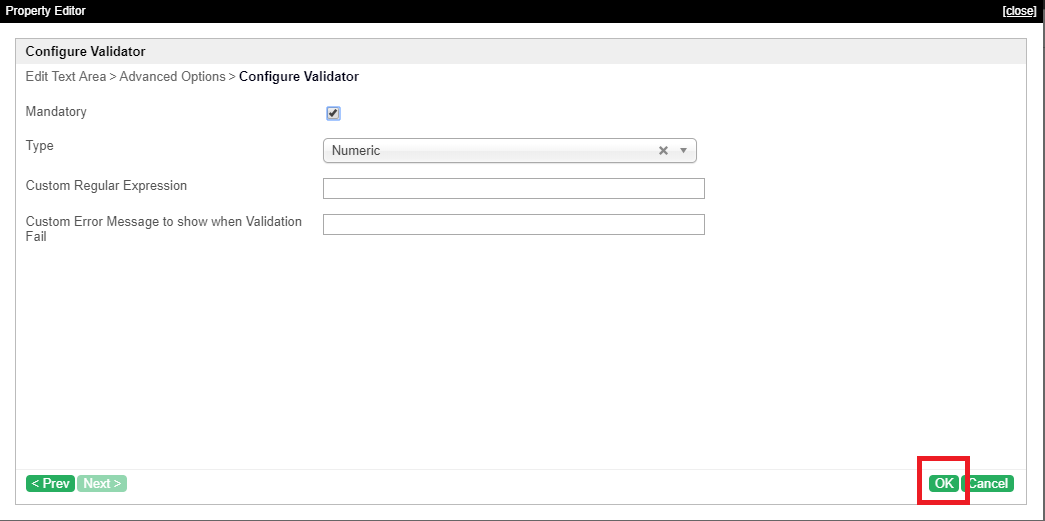 Property Editor [close]
Configure Validator
Edit Text Area > Advanced Options > Configure Validator
Mandatory
Type Numeric
Custom Regular Expression
Custom Error Message to show when Validation
Fail
< Prev Next > OK Cancel